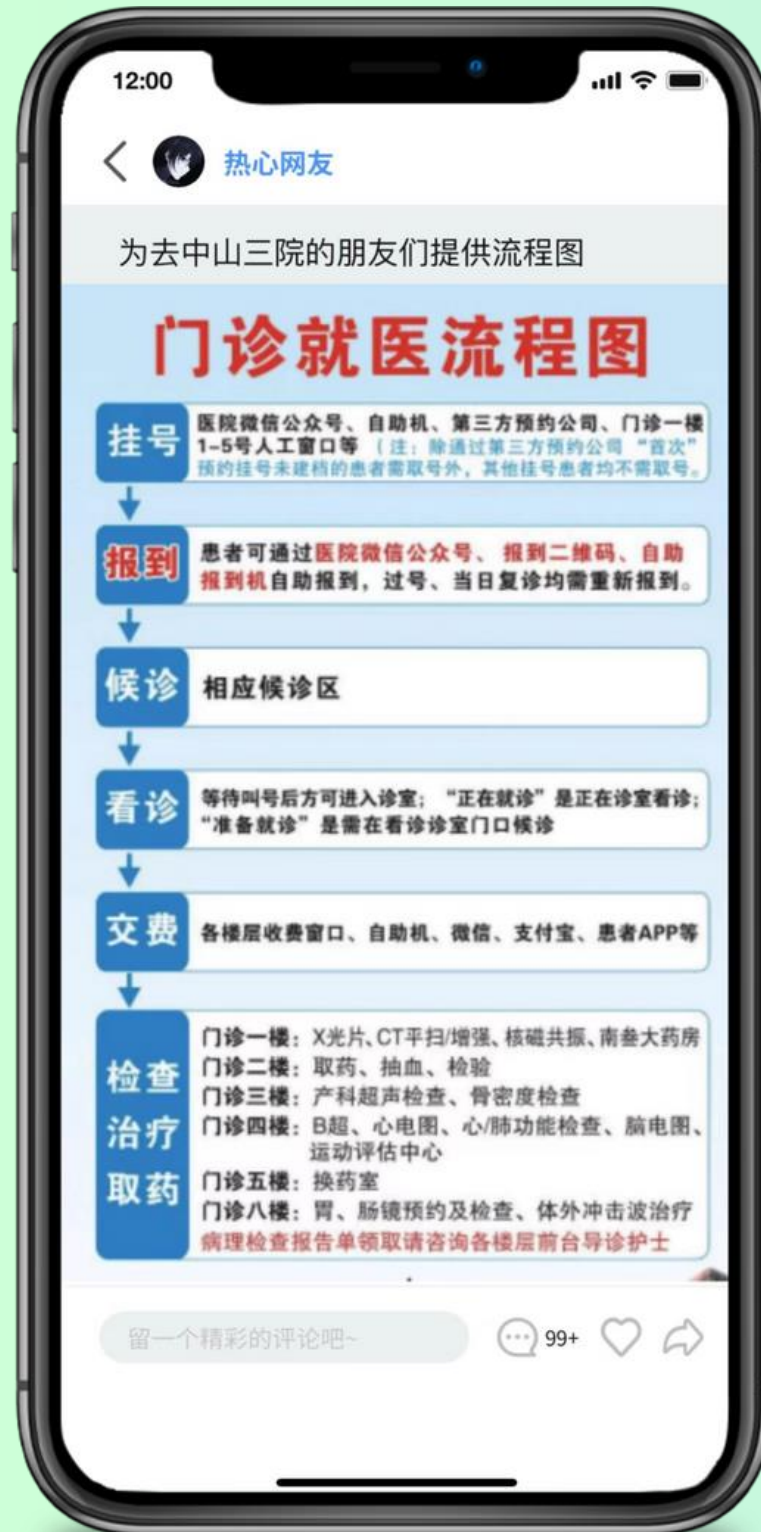 12:00
热心网友
为去中山三院的朋友们提供流程图
门诊就医流程图
挂号
医院微信公众号、自助机、第三方预约公司、门诊一楼
1-5号人工窗口等（注：除通过第三方预约公司“首次”
预约挂号未建档的患者需取号外，其他挂号患者均不需取号。
报到
患者可通过医院微信公众号、报到二维码、自助
报到机自助报到，过号、当日复诊均需重新报到。
候诊
相应候诊区
看诊
等待叫号后方可进入诊室；“正在就诊”是正在诊室看诊；
“准备就诊”是需在看诊诊室门口候诊
交费
各楼层收费窗口、自助机、微信、支付宝、患者APP等
检查
治疗
取药
门诊一楼：X光片、CT平扫/增强、核磁共振、南叁大药房
门诊二楼：取药、抽血、检验
门诊三楼：产科超声检查、骨密度检查
门诊四楼：B超、心电图、心/肺功能检查、脑电图、
运动评估中心
门诊五楼：换药室
门诊八楼：胃、肠镜预约及检查、体外冲击波治疗
病理检查报告单领取请咨询各楼层前台导诊护士
留一个精彩的评论吧~
99+